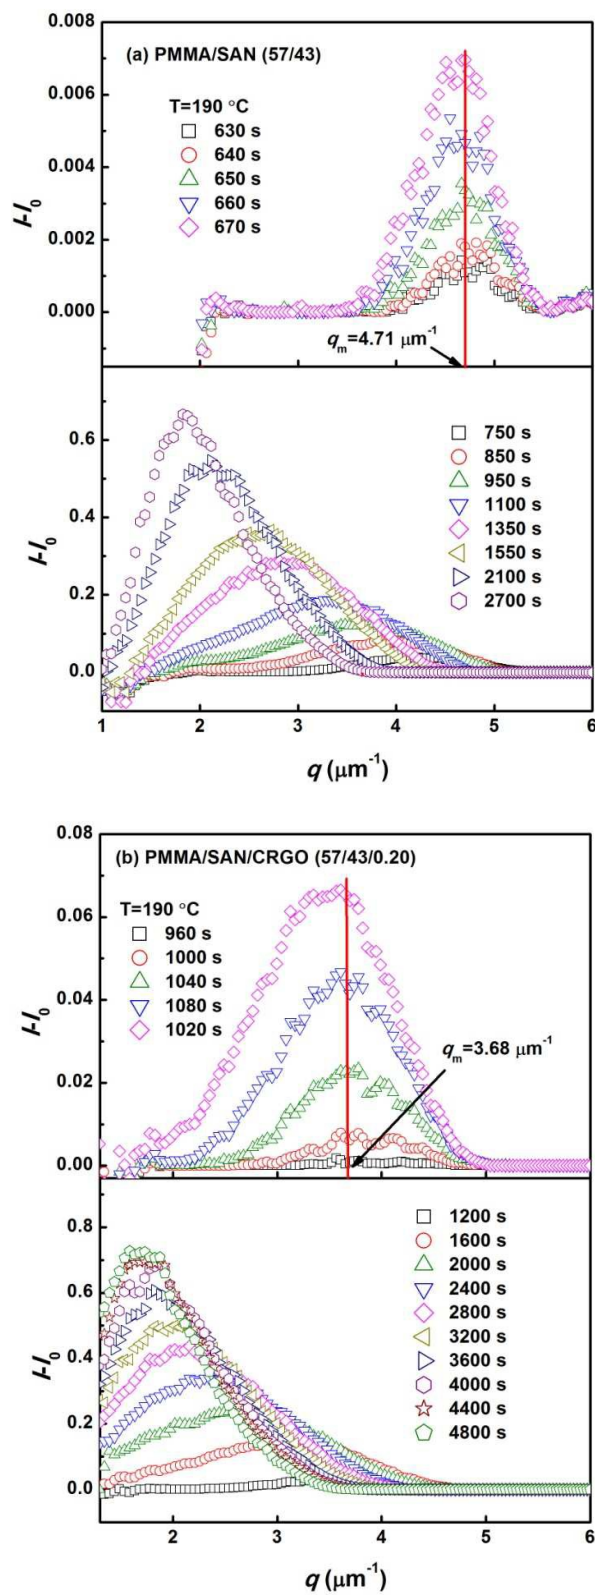 0.008
(a) PMMA/SAN (57/43)
T=190 °C
630 s
640 s
650 s
660 s
670 s
0.006
0.004
0.002
0.000
I-I0
qm=4.71 μm-1
0.6
0.4
0.2
0.0
I-I0
750 s
850 s
950 s
1100 s
1350 s
1550 s
2100 s
2700 s
1 2 3 4 5 6
q (μm-1)
0.08
(b) PMMA/SAN/CRGO (57/43/0.20)
T=190 °C
960 s
1000 s
1040 s
1080 s
1020 s
0.06
0.04
0.02
0.00
I-I0
qm=3.68 μm-1
0.8
0.6
0.4
0.2
0.0
I-I0
1200 s
1600 s
2000 s
2400 s
2800 s
3200 s
3600 s
4000 s
4400 s
4800 s
2 3 4 5 6
q (μm-1)